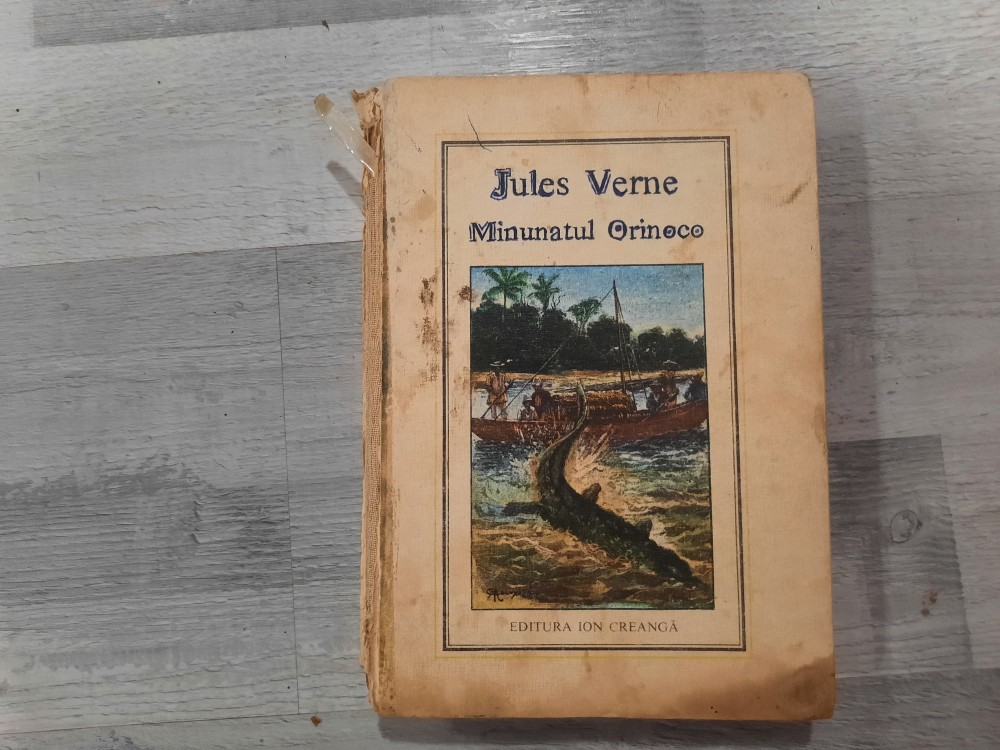 Jules Verne
Minunatul Orinoco
EDITURA ION CREANGĂ